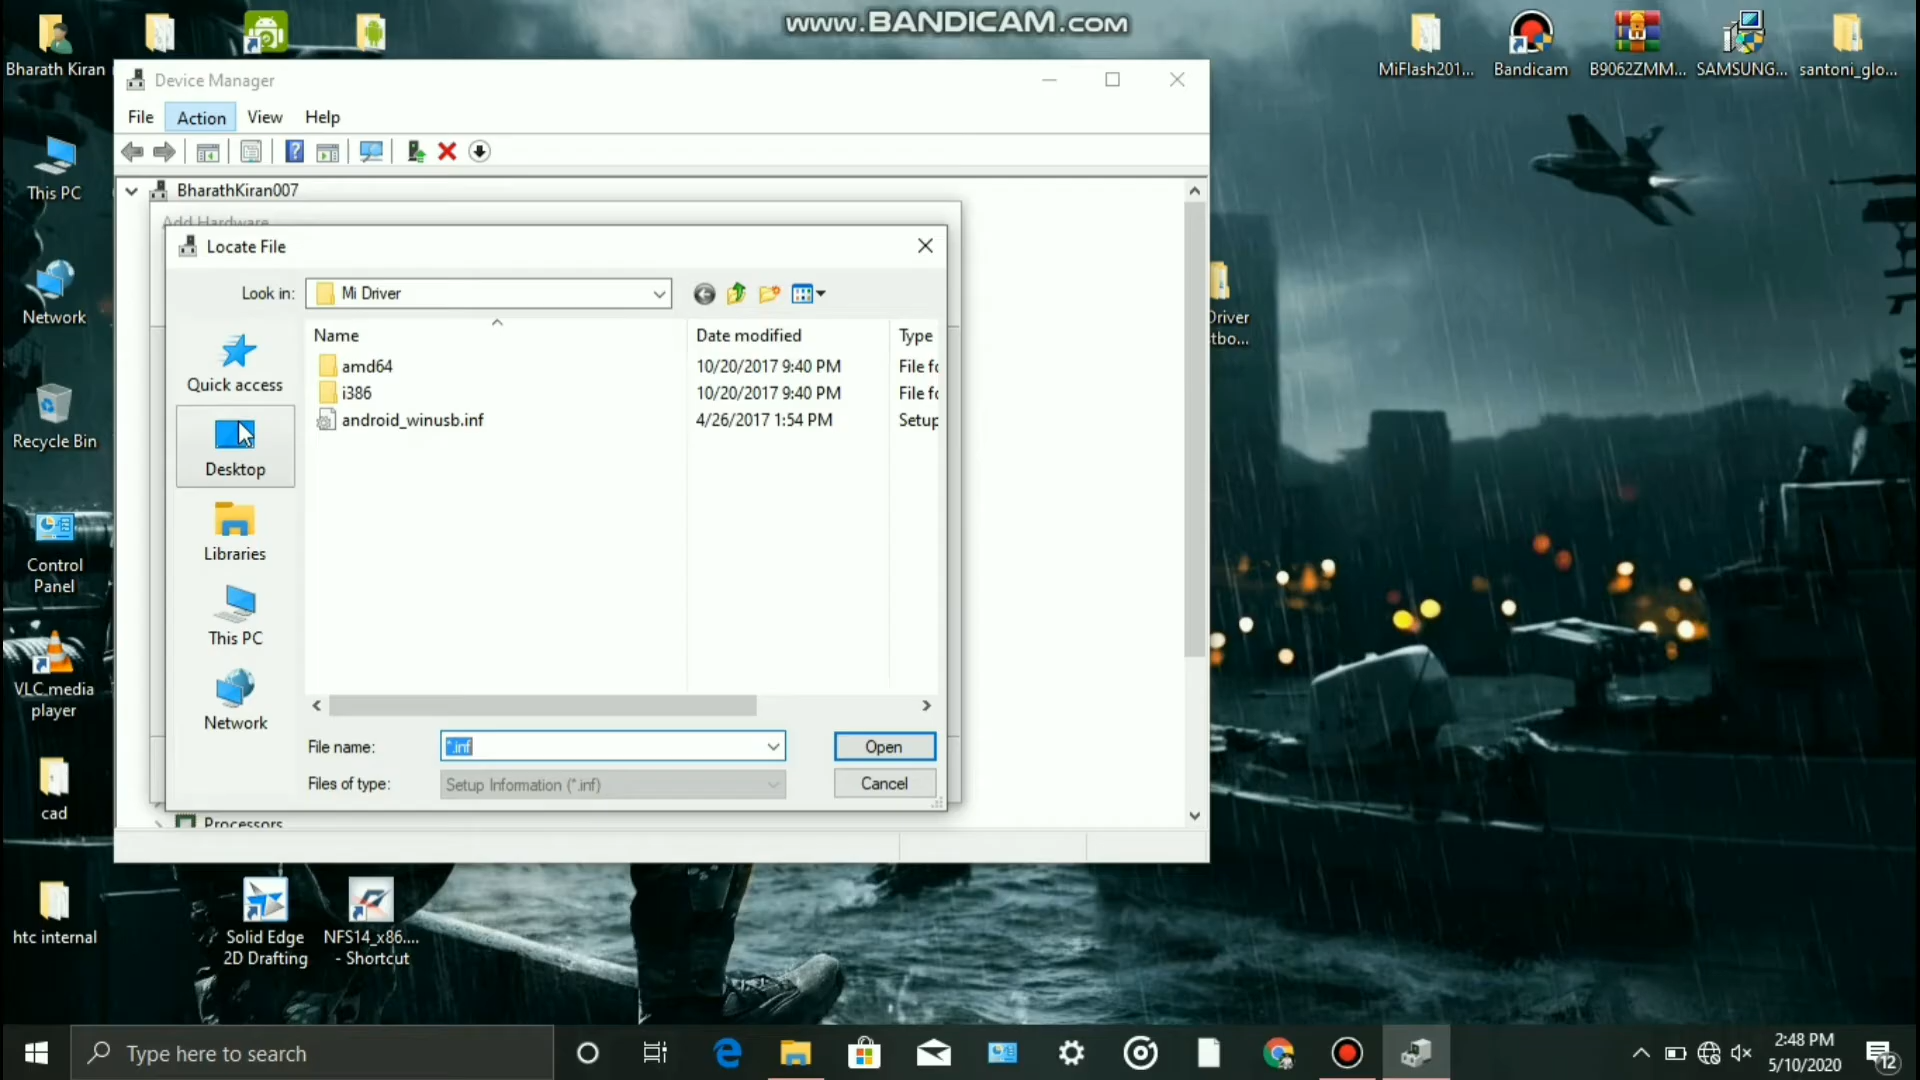 www.BANDICAM.com
Bharath Kiran
This PC
Network
Recycle Bin
Control
Panel
VLC media
player
cad
htc internal
Solid Edge
2D Drafting
NFS14_x86....
- Shortcut
MiFlash201...
Bandicam
B9062ZMM...
SAMSUNG...
santoni_glo...
Driver
tbo...
Device Manager
File Action View Help
BharathKiran007
Add Hardware
Locate File
Look in: Mi Driver
Name Date modified Type
amd64 10/20/2017 9:40 PM File fo
i386 10/20/2017 9:40 PM File fo
android_winusb.inf 4/26/2017 1:54 PM Setup
Quick access
Desktop
Libraries
This PC
Network
File name: *.inf Open
Files of type: Setup Information (*.inf) Cancel
Processors
Type here to search
2:48 PM
5/10/2020
12